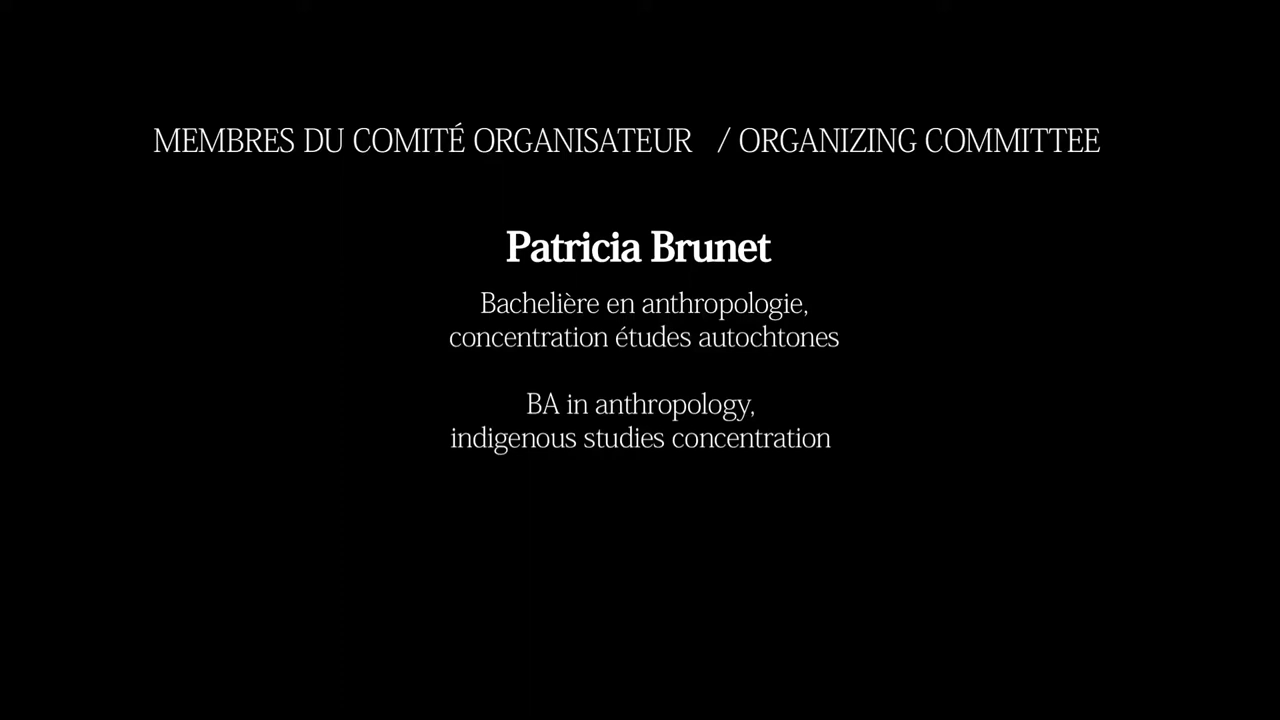 MEMBRES DU COMITÉ ORGANISATEUR / ORGANIZING COMMITTEE
Patricia Brunet
Bachelière en anthropologie,
concentration études autochtones
BA in anthropology,
indigenous studies concentration